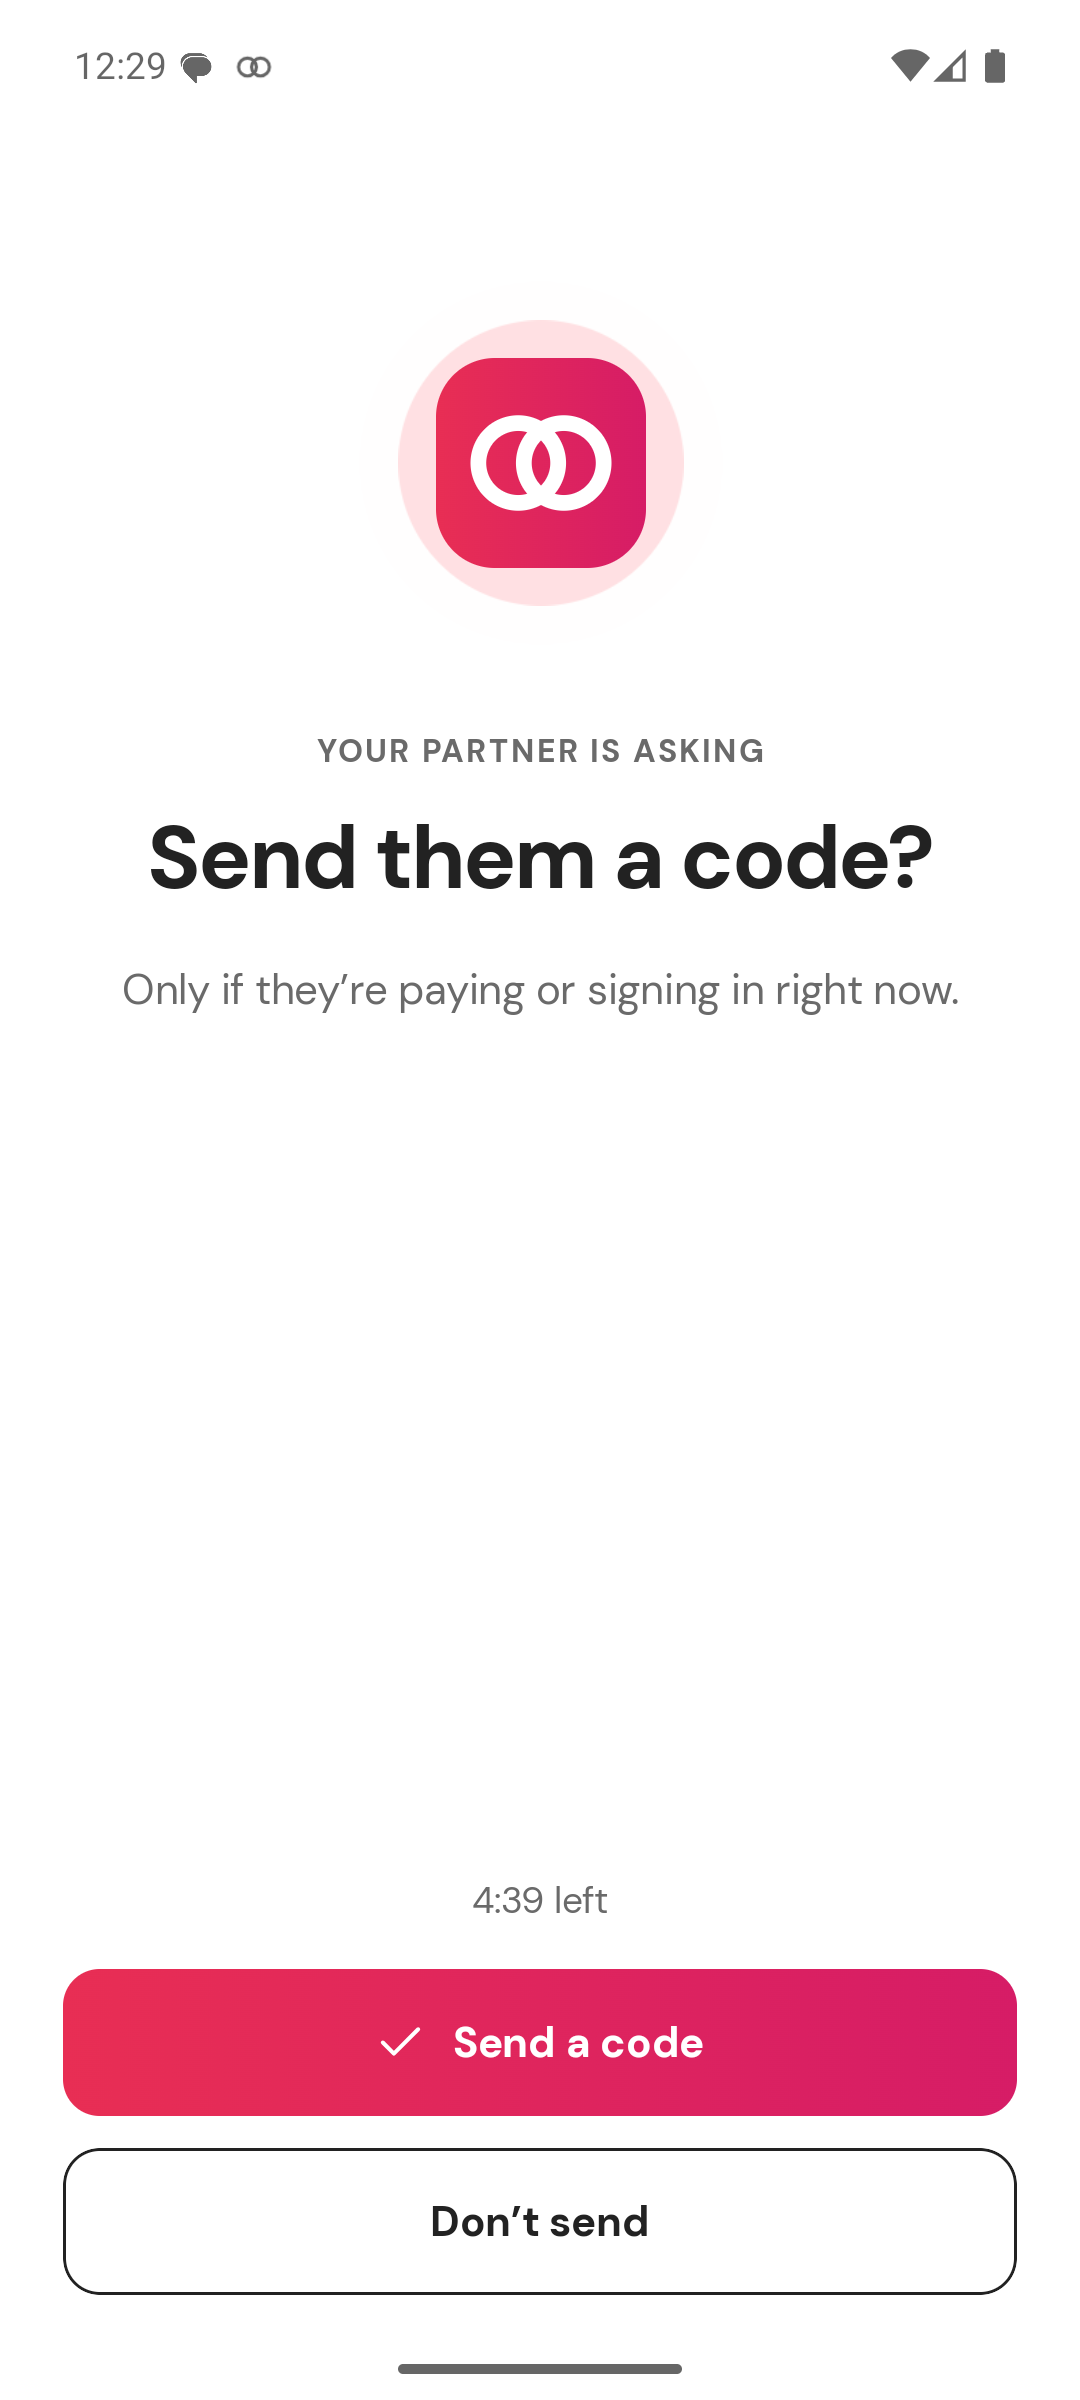 12:29
YOUR PARTNER IS ASKING
Send them a code?
Only if they’re paying or signing in right now.
4:39 left
Send a code
Don’t send